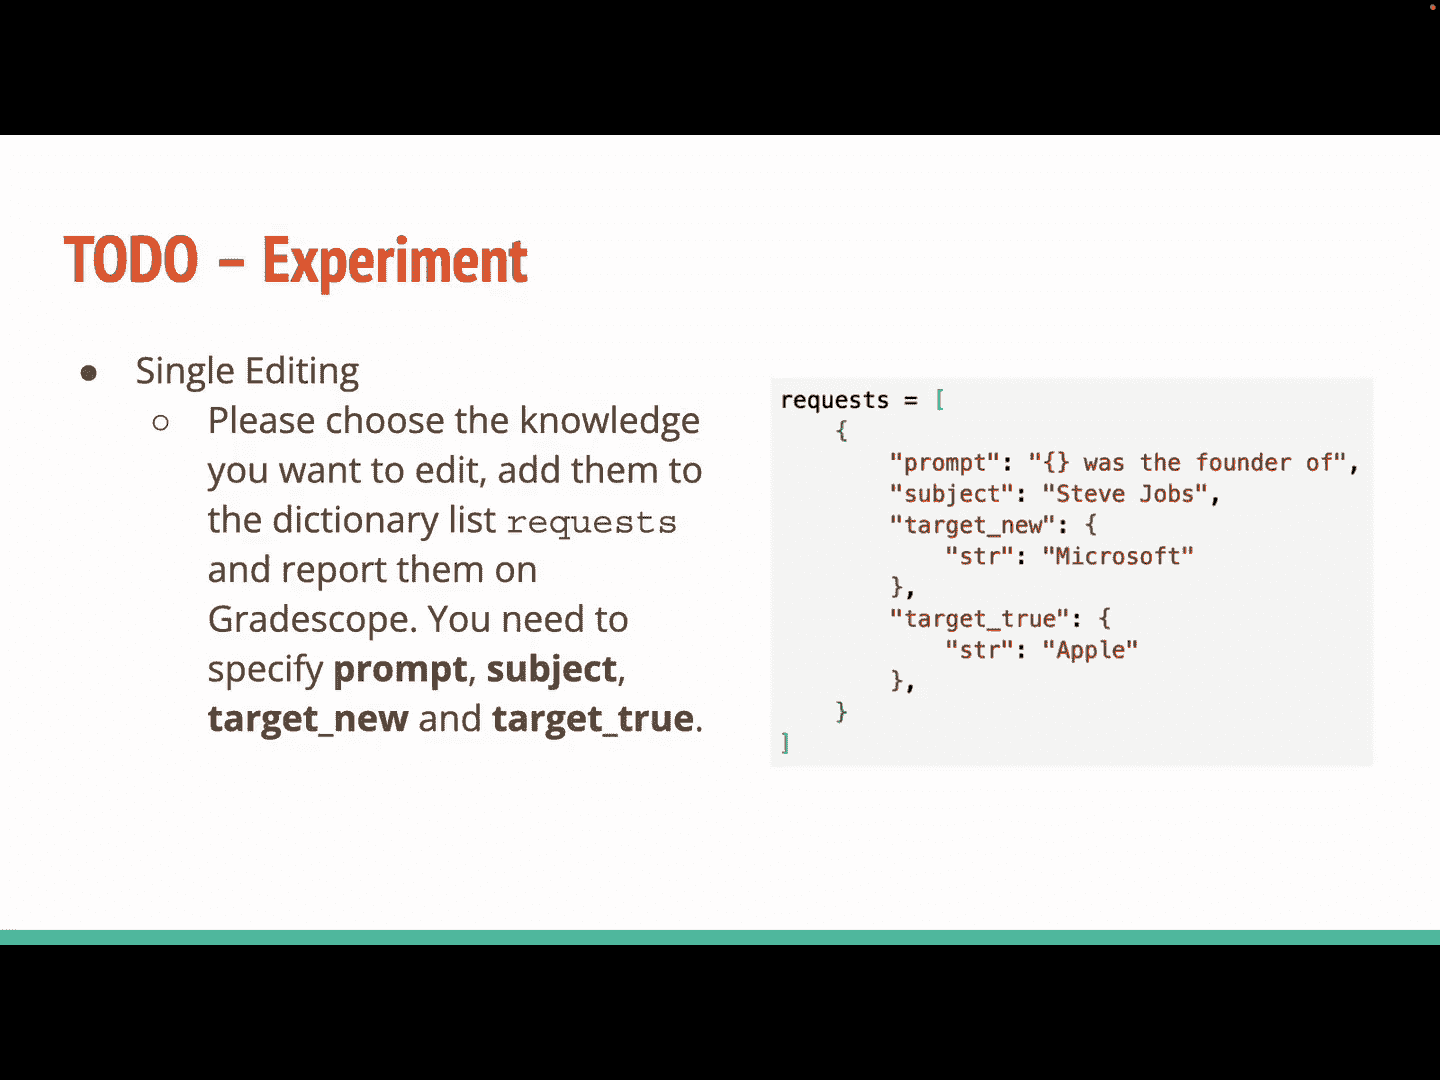 TODO – Experiment
● Single Editing
○ Please choose the knowledge
you want to edit, add them to
the dictionary list requests
and report them on
Gradescope. You need to
specify prompt, subject,
target_new and target_true.
requests = [
    {
        "prompt": "{} was the founder of",
        "subject": "Steve Jobs",
        "target_new": {
            "str": "Microsoft"
        },
        "target_true": {
            "str": "Apple"
        },
    }
]